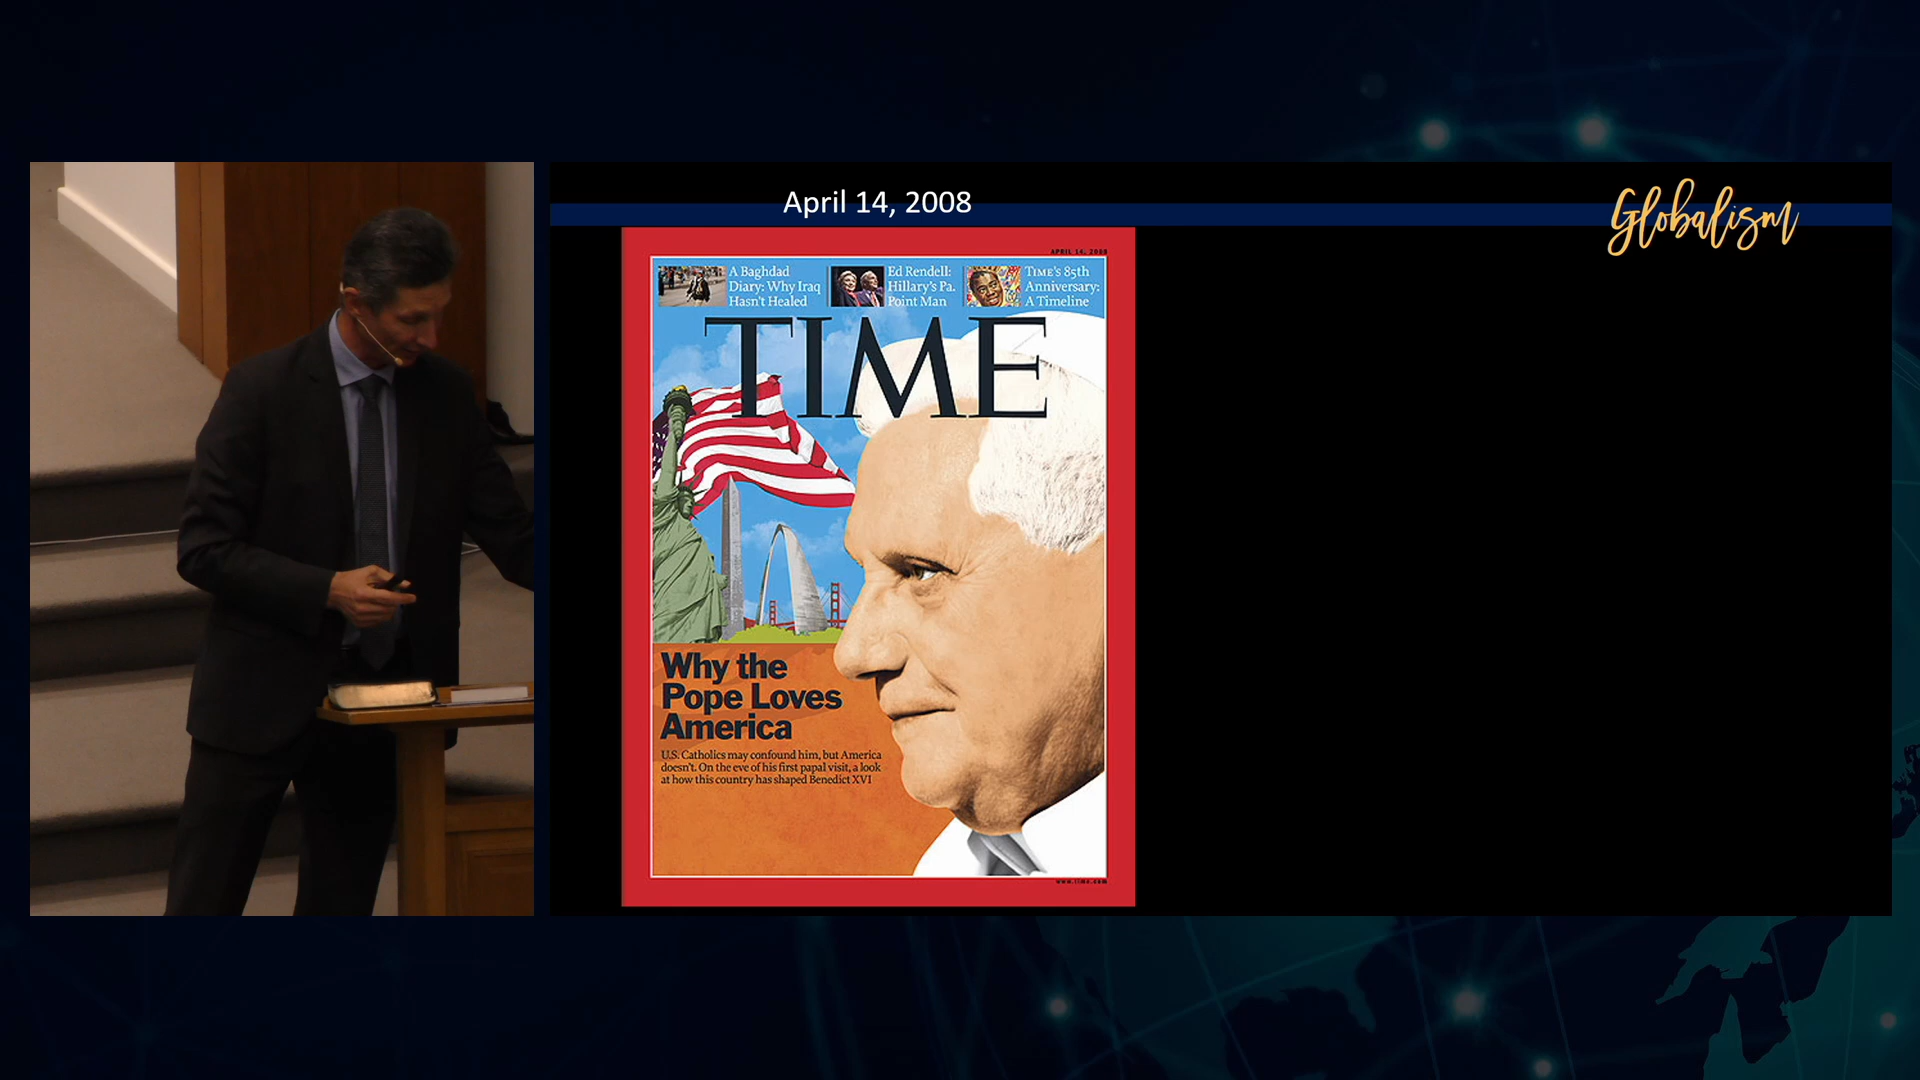 April 14, 2008
Globalism
APRIL 14, 2008
A Baghdad
Diary: Why Iraq
Hasn't Healed
Ed Rendell:
Hillary's Pa.
Point Man
TIME's 85th
Anniversary:
A Timeline
TIME
Why the
Pope Loves
America
U.S. Catholics may confound him, but America
doesn't. On the eve of his first papal visit, a look
at how this country has shaped Benedict XVI
www.time.com